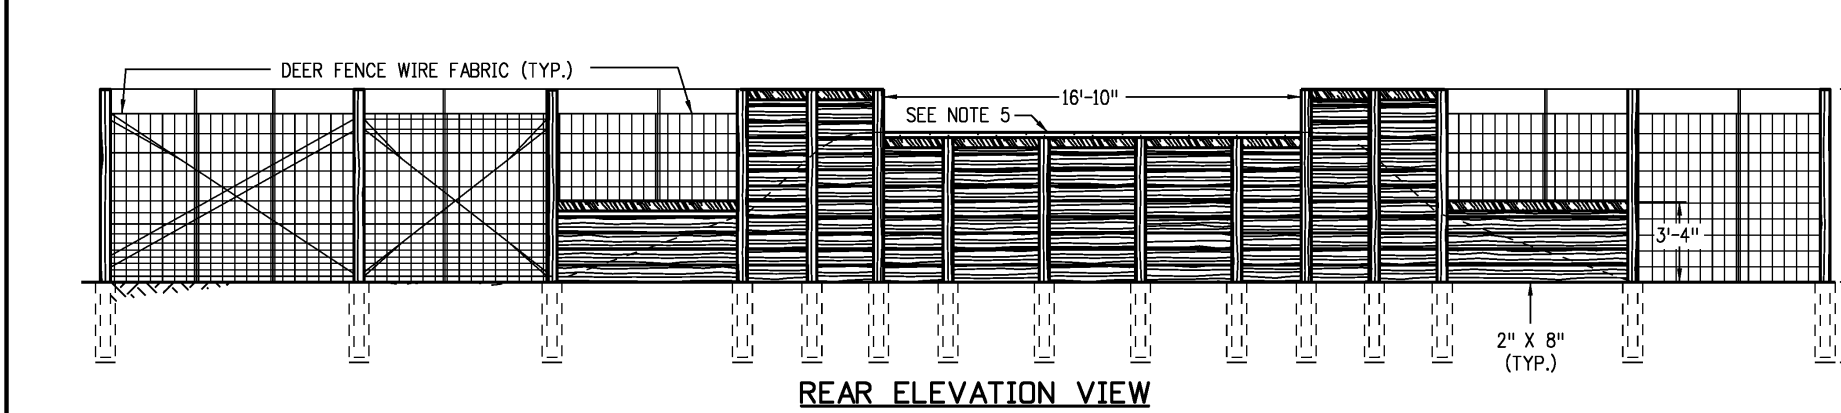 DEER FENCE WIRE FABRIC (TYP.)
16'-10"
SEE NOTE 5
3'-4"
2" X 8"
(TYP.)
REAR ELEVATION VIEW